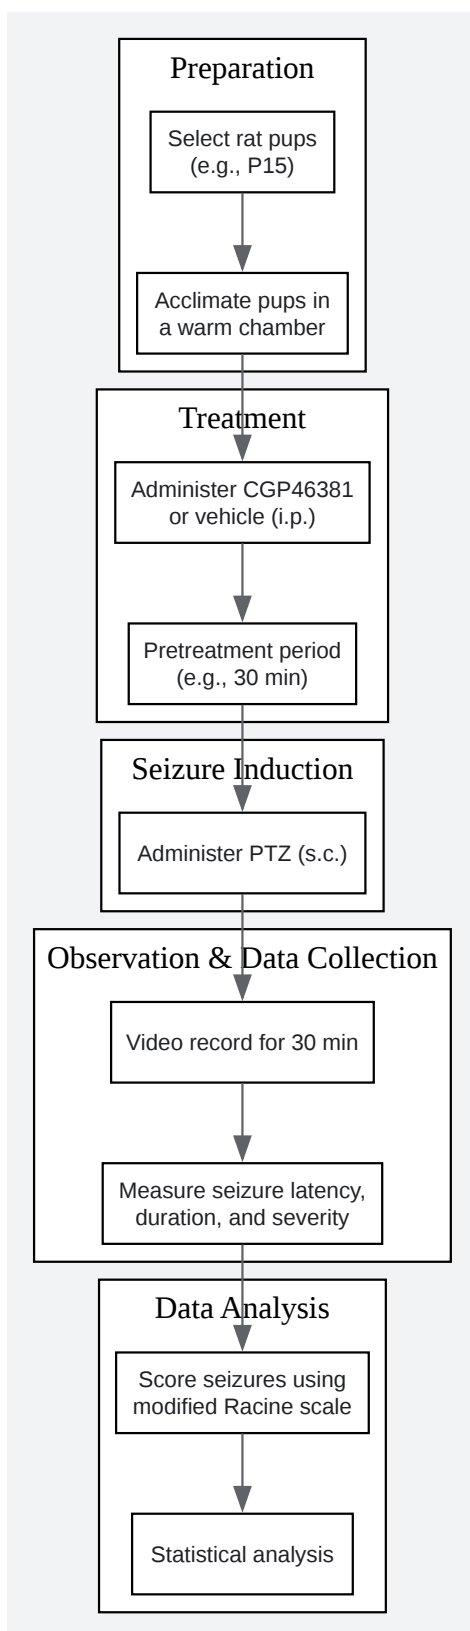 Preparation
Select rat pups
(e.g., P15)
Acclimate pups in
a warm chamber
Treatment
Administer CGP46381
or vehicle (i.p.)
Pretreatment period
(e.g., 30 min)
Seizure Induction
Administer PTZ (s.c.)
Observation & Data Collection
Video record for 30 min
Measure seizure latency,
duration, and severity
Data Analysis
Score seizures using
modified Racine scale
Statistical analysis